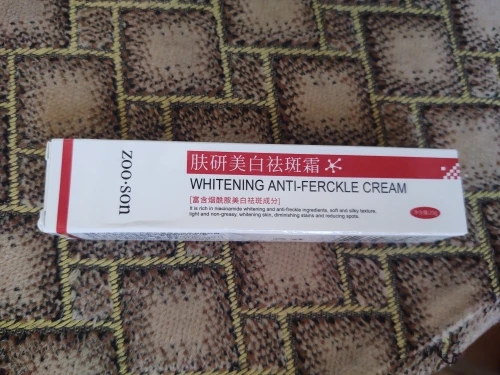 zoo·son
肤研美白祛斑霜
WHITENING ANTI-FERCKLE CREAM
[富含烟酰胺美白祛斑成分]
It is rich in niacinamide whitening and anti-freckle ingredients, soft and silky texture,
light and non-greasy, whitening skin, diminishing stains and reducing spots.